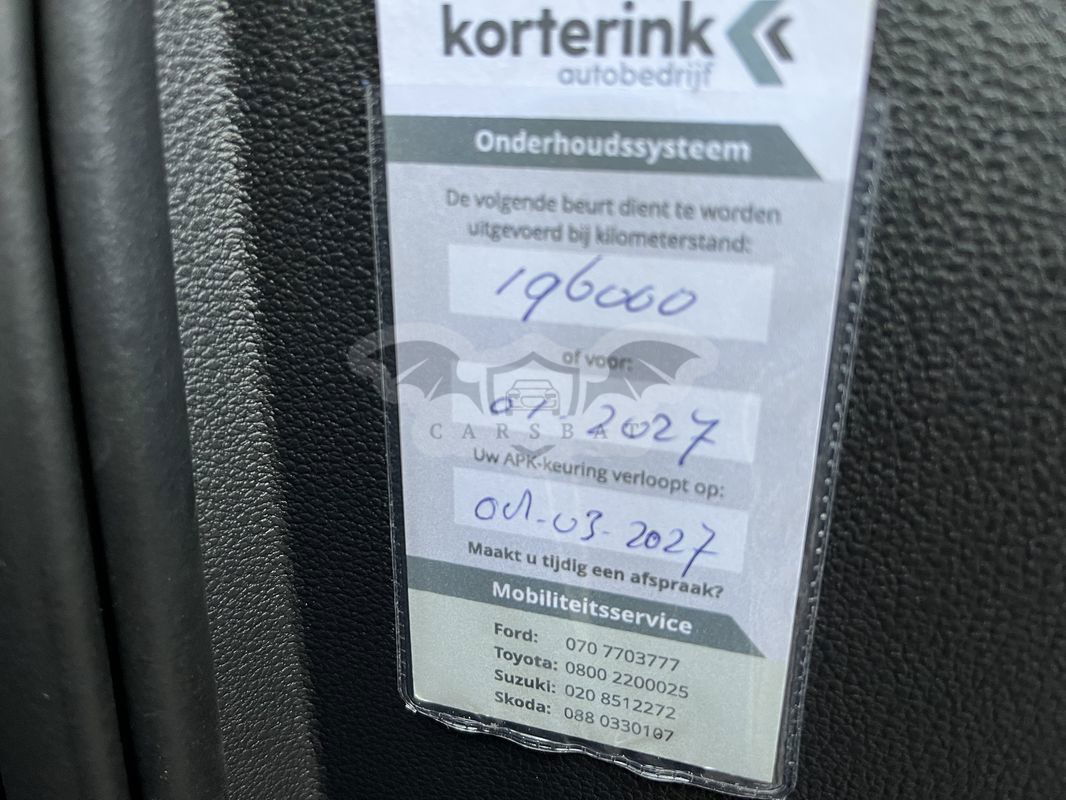 korterink
autobedrijf
Onderhoudssysteem
De volgende beurt dient te worden
uitgevoerd bij kilometerstand:
196000
of voor:
01-2027
CARSBAT
Uw APK-keuring verloopt op:
01-03-2027
Maakt u tijdig een afspraak?
Mobiliteitsservice
Ford: 070 7703777
Toyota: 0800 2200025
Suzuki: 020 8512272
Skoda: 088 0330107